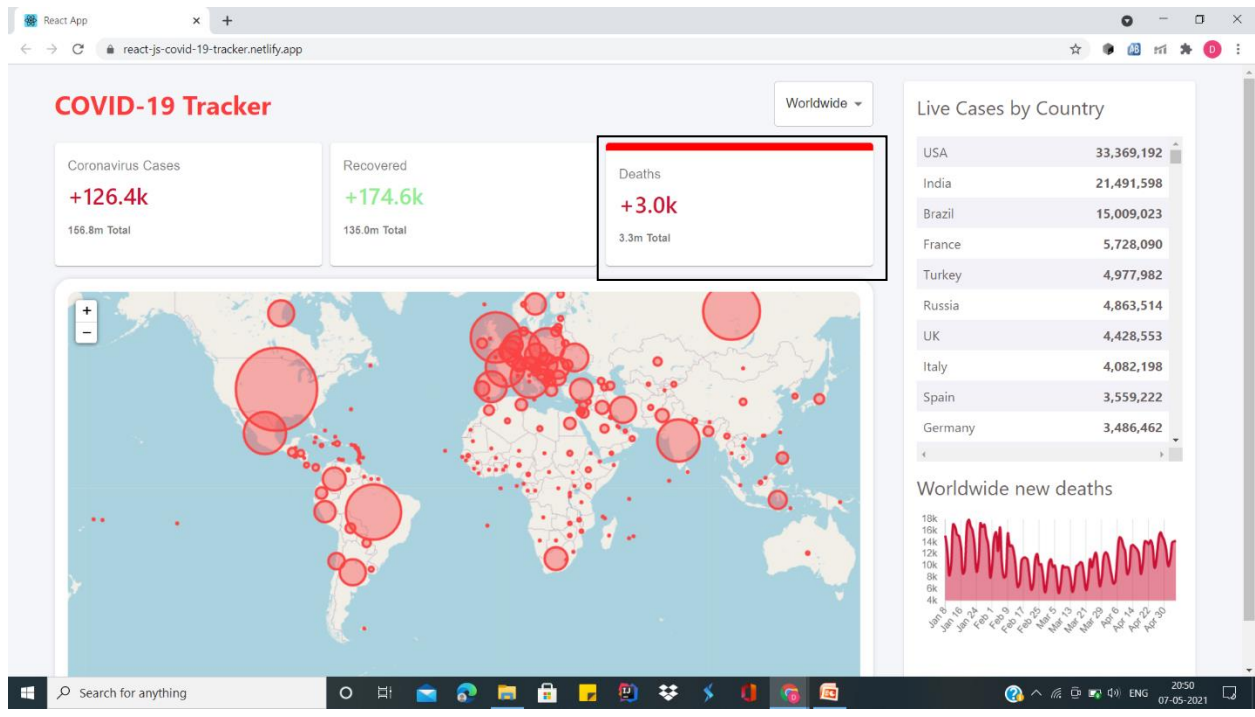 React App
react-js-covid-19-tracker.netlify.app
COVID-19 Tracker
Worldwide
Coronavirus Cases
+126.4k
156.8m Total
Recovered
+174.6k
135.0m Total
Deaths
+3.0k
3.3m Total
+
−
Live Cases by Country
USA 33,369,192
India 21,491,598
Brazil 15,009,023
France 5,728,090
Turkey 4,977,982
Russia 4,863,514
UK 4,428,553
Italy 4,082,198
Spain 3,559,222
Germany 3,486,462
Worldwide new deaths
18k
16k
14k
12k
10k
8k
6k
4k
Jan 8 Jan 16 Jan 24 Feb 1 Feb 9 Feb 17 Feb 25 Mar 5 Mar 13 Mar 21 Mar 29 Apr 6 Apr 14 Apr 22 Apr 30
Search for anything
ENG
20:50
07-05-2021